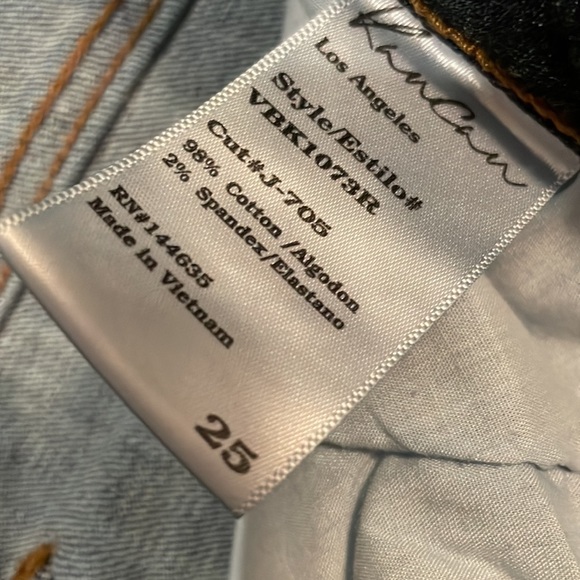 KanCan
Los Angeles
Style/Estilo#
VBK1073R
Cut#J-705
98% Cotton /Algodon
2% Spandex/Elastano
RN#144635
Made in Vietnam
25